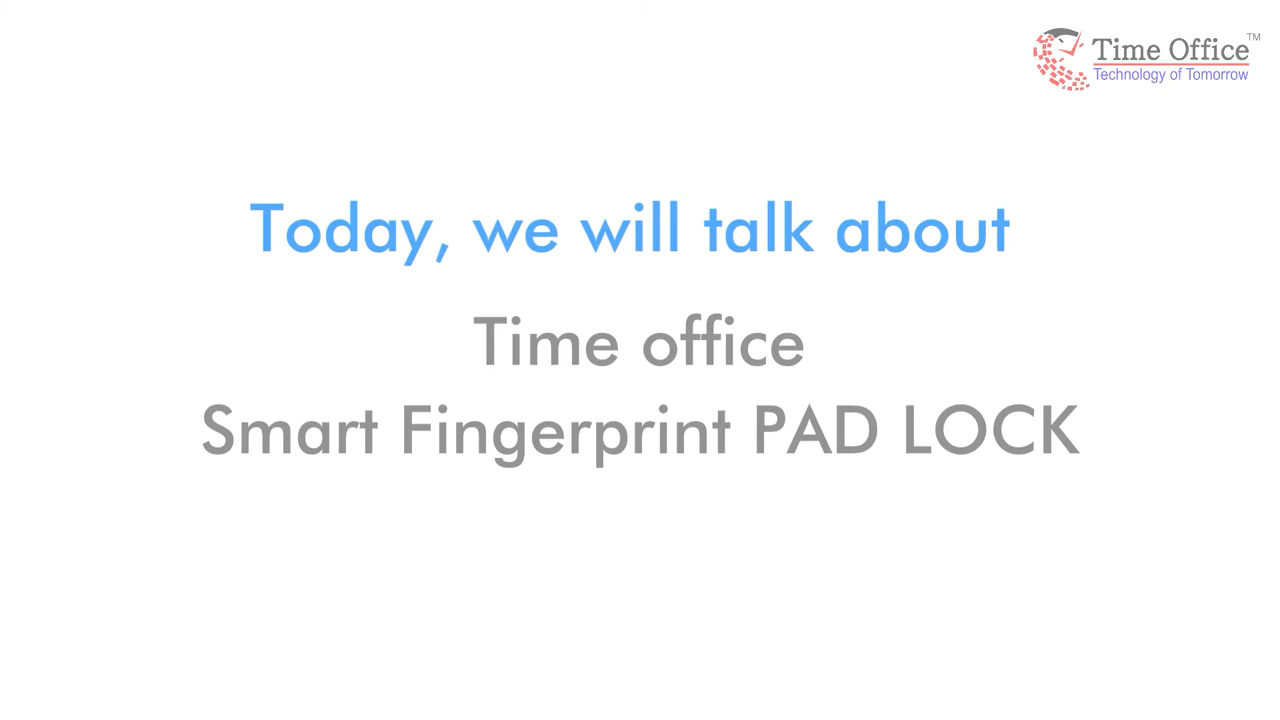 Time Office™
Technology of Tomorrow
Today, we will talk about
Time office
Smart Fingerprint PAD LOCK